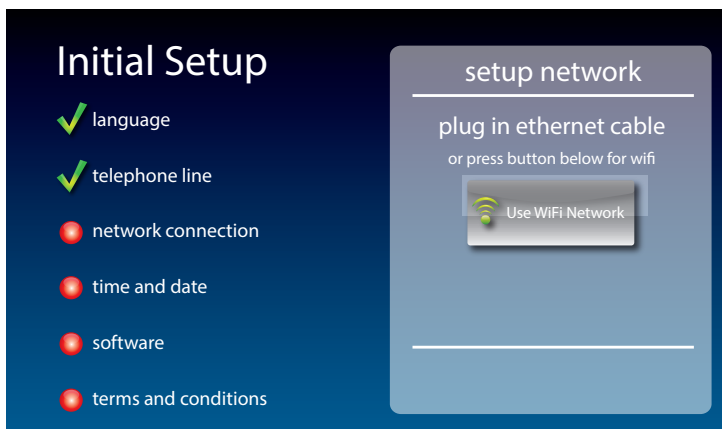 Initial Setup
language
telephone line
network connection
time and date
software
terms and conditions
setup network
plug in ethernet cable
or press button below for wifi
Use WiFi Network